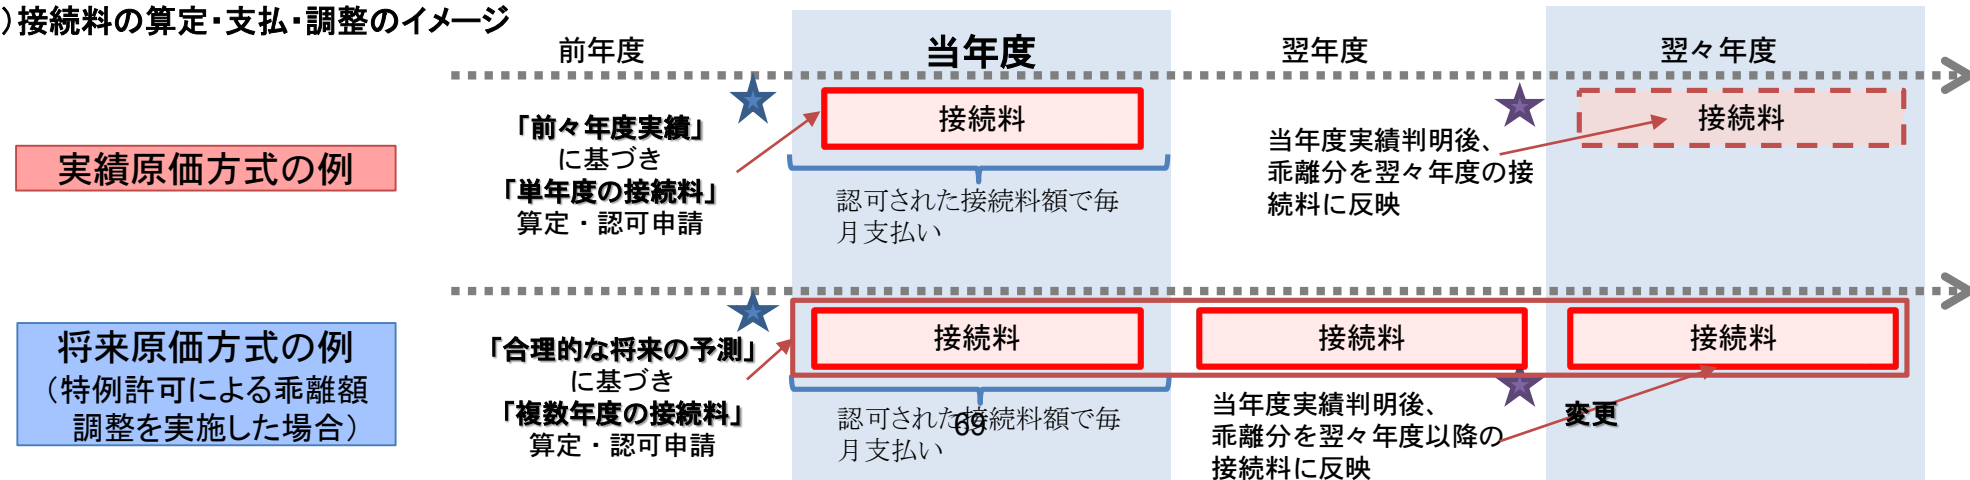 ）接続料の算定・支払・調整のイメージ
前年度
当年度
翌年度
翌々年度
実績原価方式の例
「前々年度実績」
に基づき
「単年度の接続料」
算定・認可申請
接続料
認可された接続料額で毎
月支払い
当年度実績判明後、
乖離分を翌々年度の接
続料に反映
接続料
将来原価方式の例
（特例許可による乖離額
調整を実施した場合）
「合理的な将来の予測」
に基づき
「複数年度の接続料」
算定・認可申請
接続料
接続料
接続料
認可された接続料額で毎
月支払い
69
当年度実績判明後、
乖離分を翌々年度以降の
接続料に反映
変更